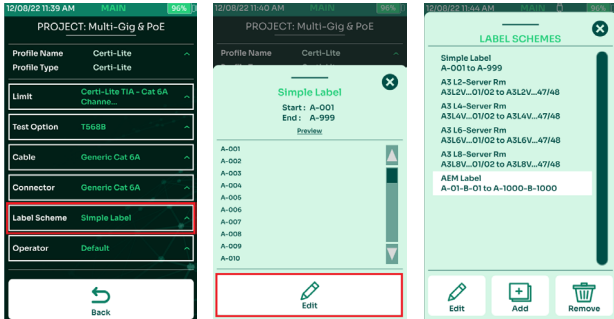 12/08/22 11:39 AM MAIN 96%
PROJECT: Multi-Gig & PoE
Profile Name Certi-Lite
Profile Type Certi-Lite
Limit Certi-Lite TIA - Cat 6A Channe...
Test Option T568B
Cable Generic Cat 6A
Connector Generic Cat 6A
Label Scheme Simple Label
Operator Default
Back
12/08/22 11:40 AM MAIN 96%
PROJECT: Multi-Gig & PoE
Profile Name Certi-Lite
Simple Label
Start: A-001
End: A-999
Preview
A-001
A-002
A-003
A-004
A-005
A-006
A-007
A-008
A-009
A-010
Edit
12/08/22 11:44 AM MAIN 96%
LABEL SCHEMES
Simple Label
A-001 to A-999
A3 L2-Server Rm
A3L2V...01/02 to A3L2V...47/48
A3 L4-Server Rm
A3L4V...01/02 to A3L4V...47/48
A3 L6-Server Rm
A3L6V...01/02 to A3L6V...47/48
A3 L8-Server Rm
A3L8V...01/02 to A3L8V...47/48
AEM Label
A-01-B-01 to A-1000-B-1000
Edit Add Remove